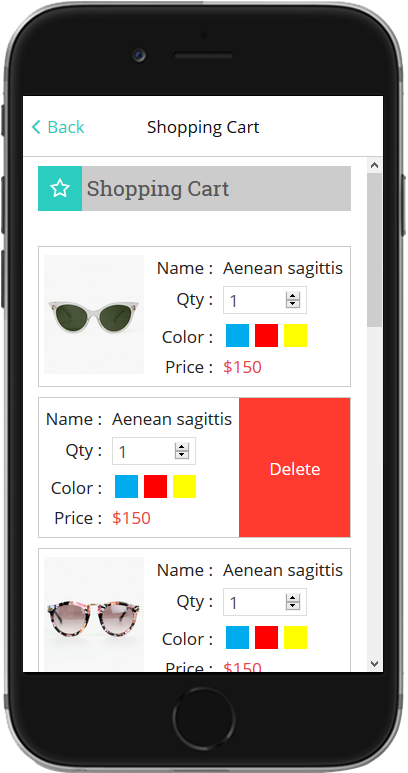 Back
Shopping Cart
Shopping Cart
Name : Aenean sagittis
Qty : 1
Color :
Price : $150
Name : Aenean sagittis
Qty : 1
Color :
Price : $150
Delete
Name : Aenean sagittis
Qty : 1
Color :
Price : $150